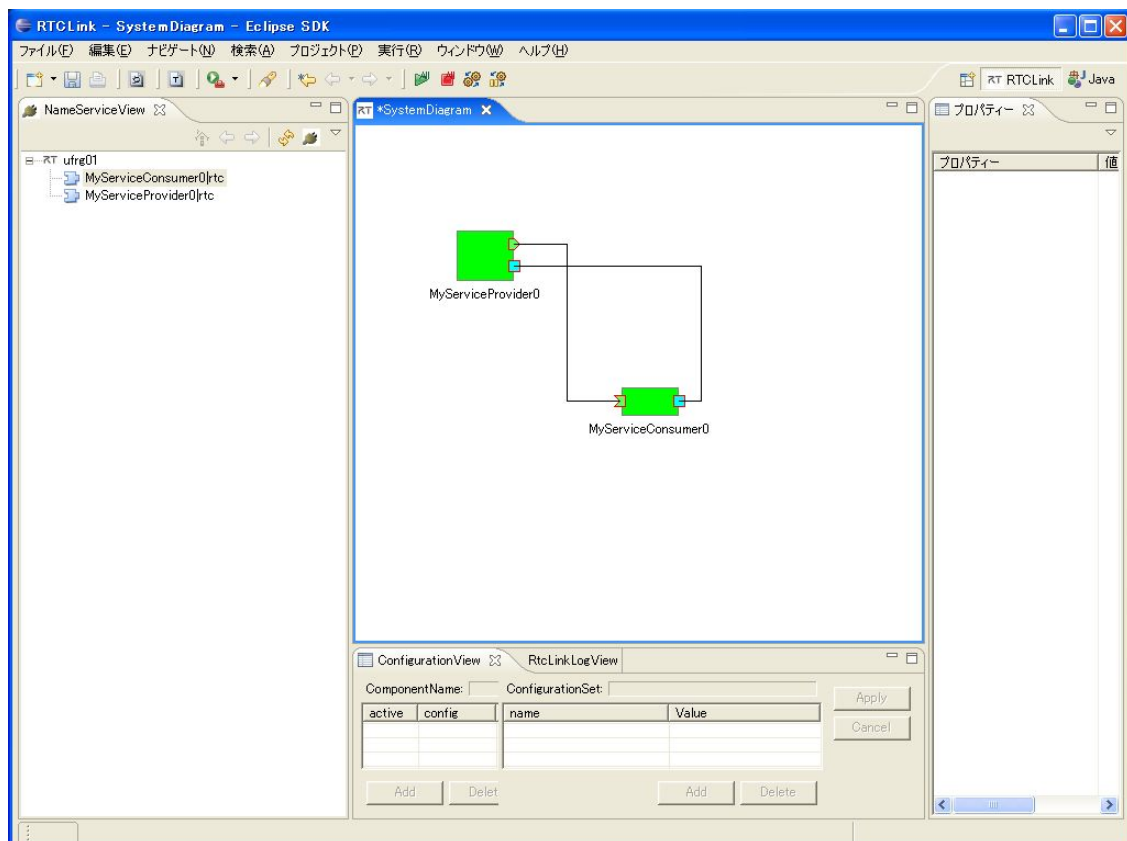 RTCLink - SystemDiagram - Eclipse SDK
ファイル(F) 編集(E) ナビゲート(N) 検索(A) プロジェクト(P) 実行(R) ウィンドウ(W) ヘルプ(H)
RTCLink Java
NameServiceView
*SystemDiagram
プロパティー
ufrg01
MyServiceConsumer0|rtc
MyServiceProvider0|rtc
プロパティー 値
MyServiceProvider0
MyServiceConsumer0
ConfigurationView RtcLinkLogView
ComponentName: ConfigurationSet:
Apply
active config name Value
Cancel
Add Delet Add Delete